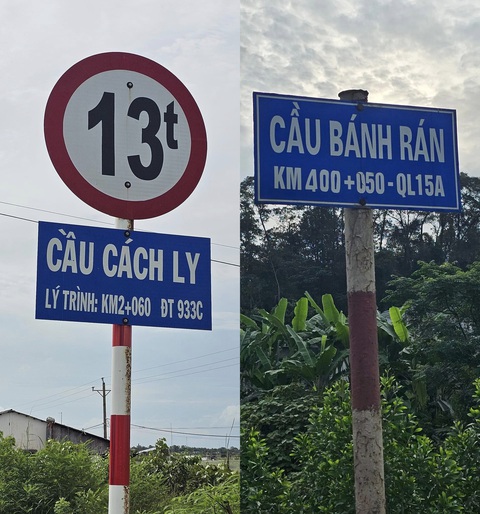 13t
CẦU CÁCH LY
LÝ TRÌNH: KM2+060 ĐT 933C
CẦU BÁNH RÁN
KM 400+050-QL15A